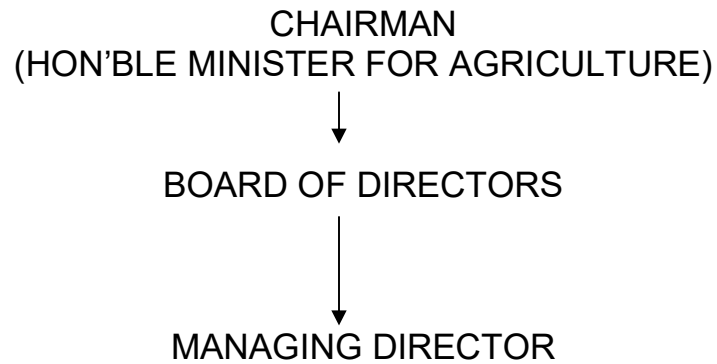 CHAIRMAN
(HON’BLE MINISTER FOR AGRICULTURE)
BOARD OF DIRECTORS
MANAGING DIRECTOR